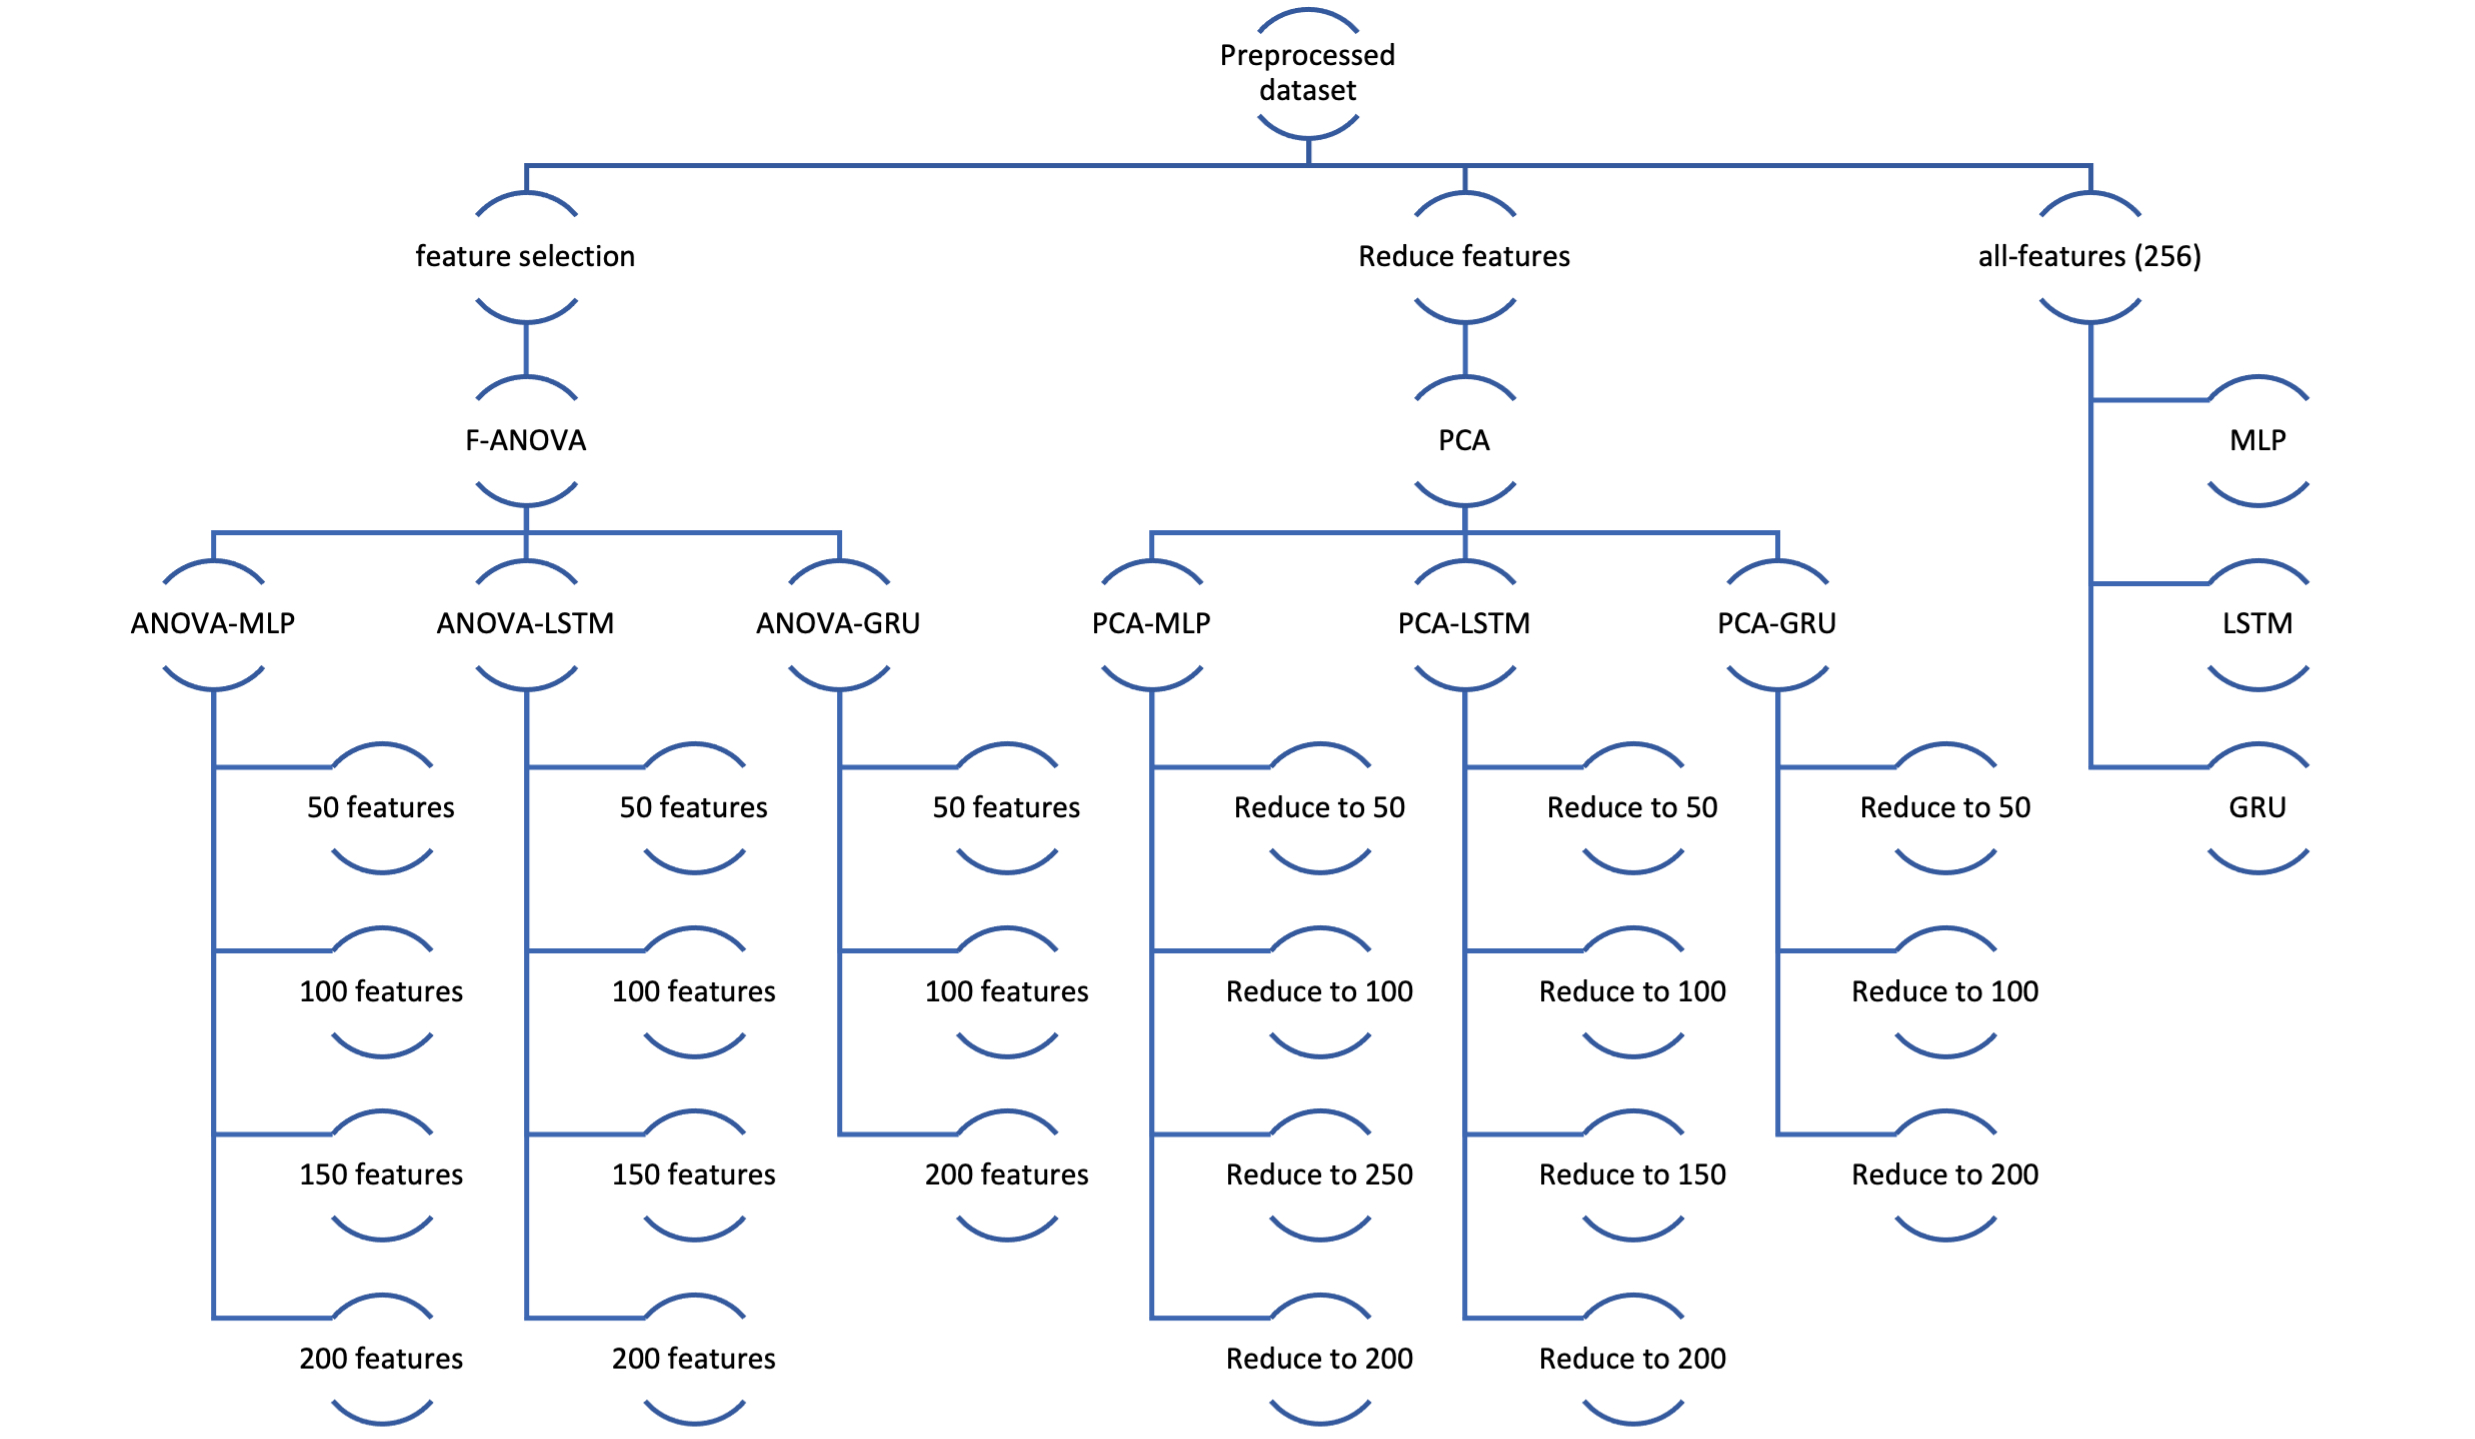 Preprocessed
dataset
feature selection
Reduce features
all-features (256)
F-ANOVA
PCA
MLP
ANOVA-MLP
ANOVA-LSTM
ANOVA-GRU
PCA-MLP
PCA-LSTM
PCA-GRU
LSTM
50 features
50 features
50 features
Reduce to 50
Reduce to 50
Reduce to 50
GRU
100 features
100 features
100 features
Reduce to 100
Reduce to 100
Reduce to 100
150 features
150 features
200 features
Reduce to 250
Reduce to 150
Reduce to 200
200 features
200 features
Reduce to 200
Reduce to 200